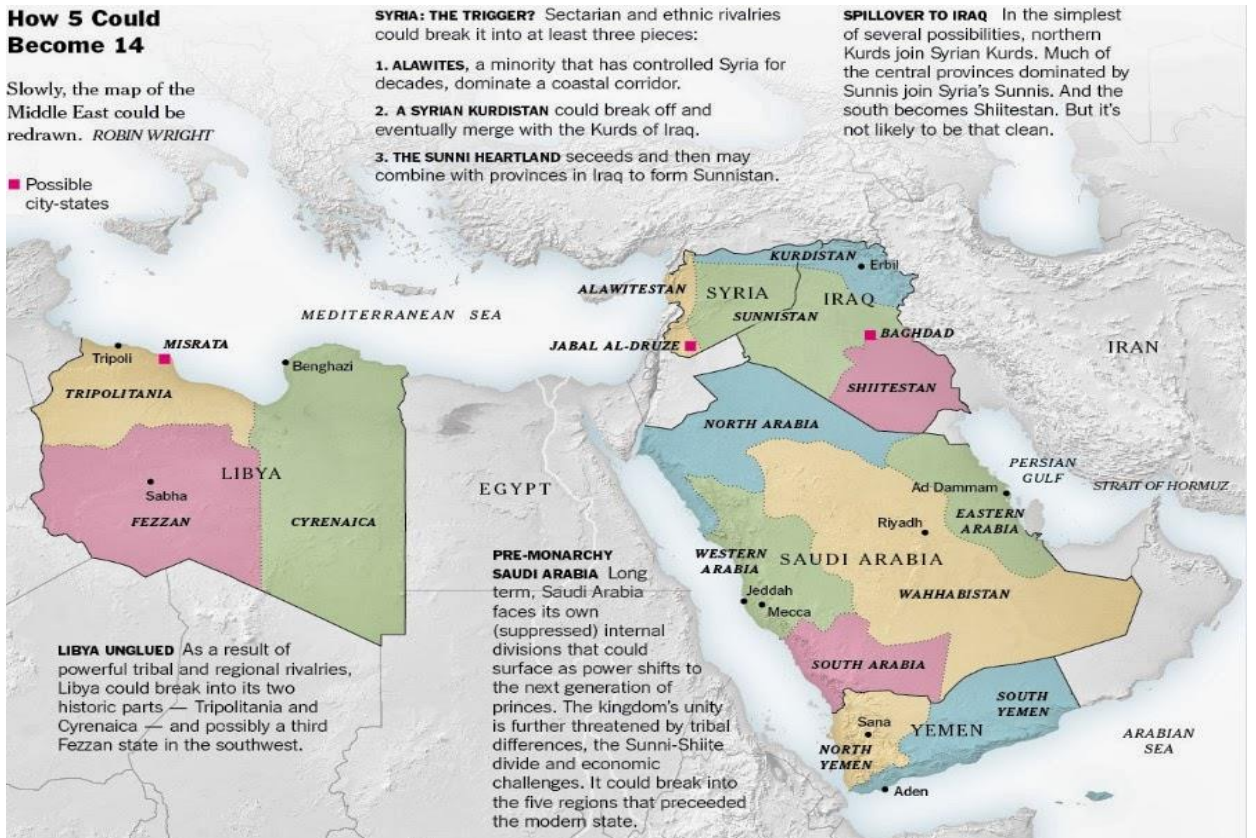 How 5 Could
Become 14
Slowly, the map of the
Middle East could be
redrawn. ROBIN WRIGHT
Possible
city-states
SYRIA: THE TRIGGER? Sectarian and ethnic rivalries
could break it into at least three pieces:
1. ALAWITES, a minority that has controlled Syria for
decades, dominate a coastal corridor.
2. A SYRIAN KURDISTAN could break off and
eventually merge with the Kurds of Iraq.
3. THE SUNNI HEARTLAND seceeds and then may
combine with provinces in Iraq to form Sunnistan.
SPILLOVER TO IRAQ In the simplest
of several possibilities, northern
Kurds join Syrian Kurds. Much of
the central provinces dominated by
Sunnis join Syria's Sunnis. And the
south becomes Shiitestan. But it's
not likely to be that clean.
KURDISTAN
Erbil
ALAWITESTAN
SYRIA
IRAQ
SUNNISTAN
MEDITERRANEAN SEA
JABAL AL-DRUZE
BAGHDAD
IRAN
SHIITESTAN
MISRATA
Tripoli
Benghazi
TRIPOLITANIA
LIBYA
Sabha
FEZZAN
CYRENAICA
EGYPT
NORTH ARABIA
PERSIAN
GULF
STRAIT OF HORMUZ
Ad Dammam
EASTERN
ARABIA
Riyadh
WESTERN
ARABIA
SAUDI ARABIA
Jeddah
Mecca
WAHHABISTAN
SOUTH ARABIA
SOUTH
YEMEN
Sana
YEMEN
NORTH
YEMEN
Aden
ARABIAN
SEA
LIBYA UNGLUED As a result of
powerful tribal and regional rivalries,
Libya could break into its two
historic parts — Tripolitania and
Cyrenaica — and possibly a third
Fezzan state in the southwest.
PRE-MONARCHY
SAUDI ARABIA Long
term, Saudi Arabia
faces its own
(suppressed) internal
divisions that could
surface as power shifts to
the next generation of
princes. The kingdom's unity
is further threatened by tribal
differences, the Sunni-Shiite
divide and economic
challenges. It could break into
the five regions that preceeded
the modern state.